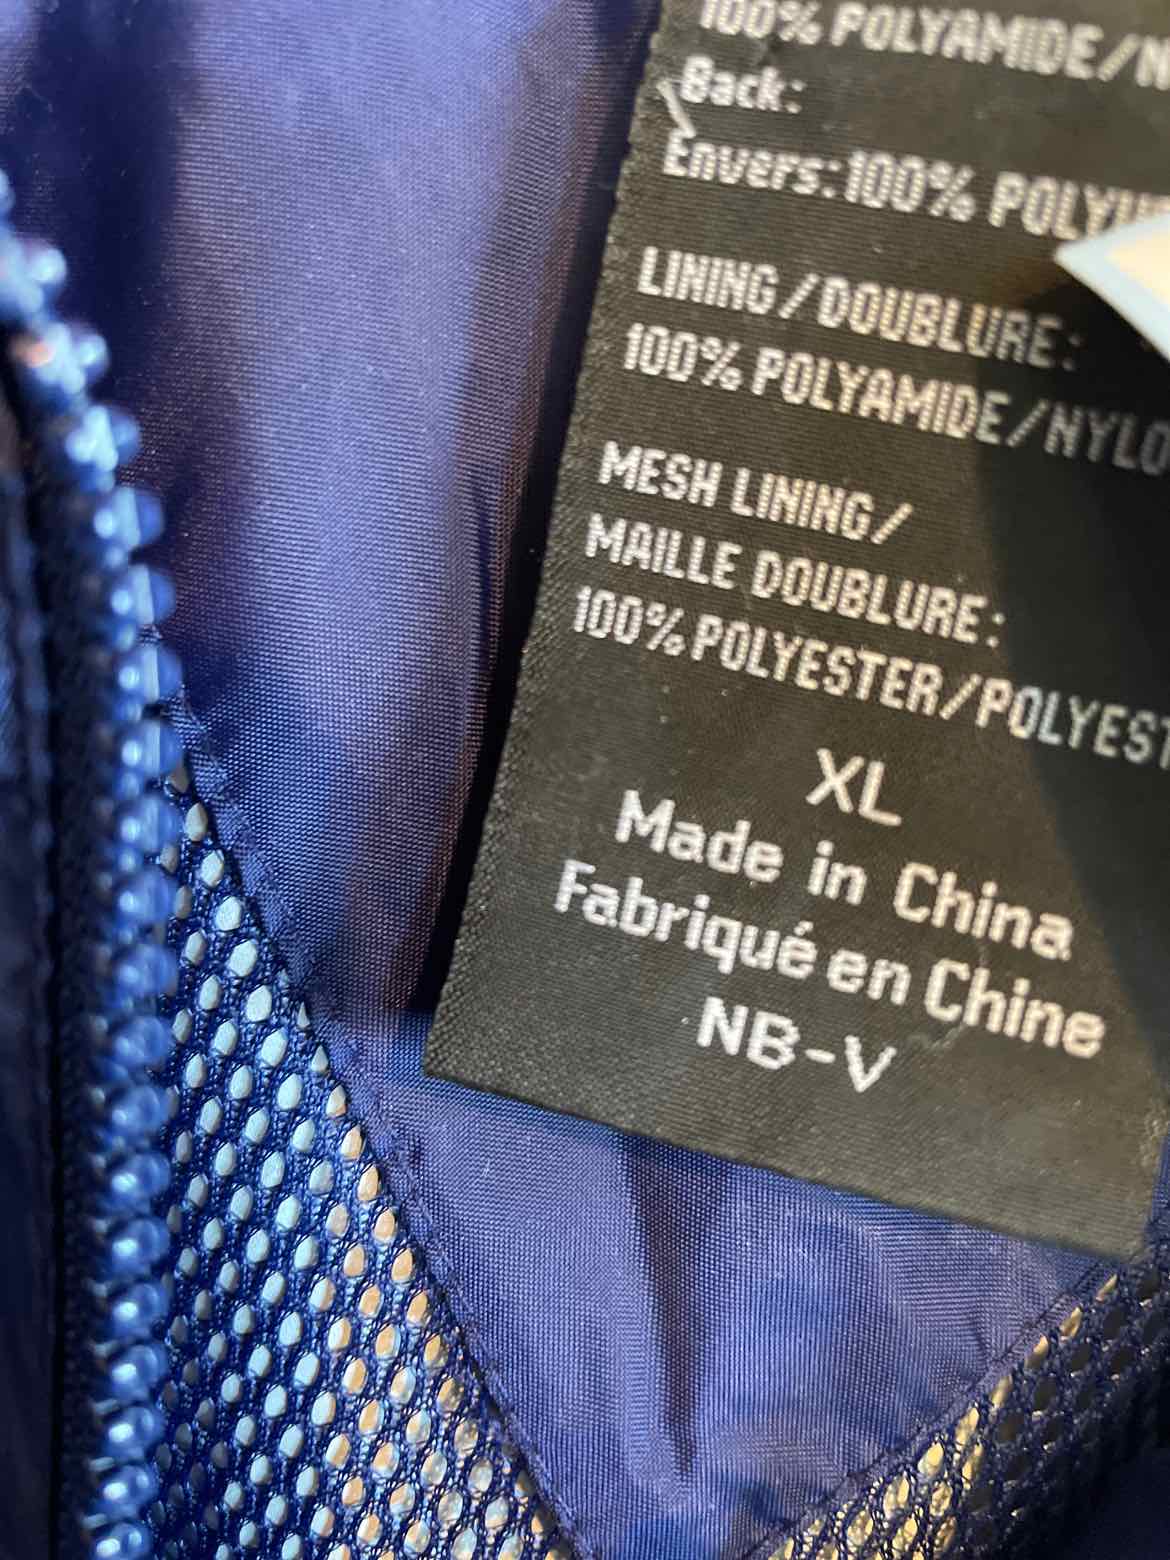 100% POLYAMIDE/N
Back:
Envers:100% POLYU
LINING/DOUBLURE:
100% POLYAMIDE/NYLO
MESH LINING/
MAILLE DOUBLURE:
100% POLYESTER/POLYEST
XL
Made in China
Fabriqué en Chine
NB-V